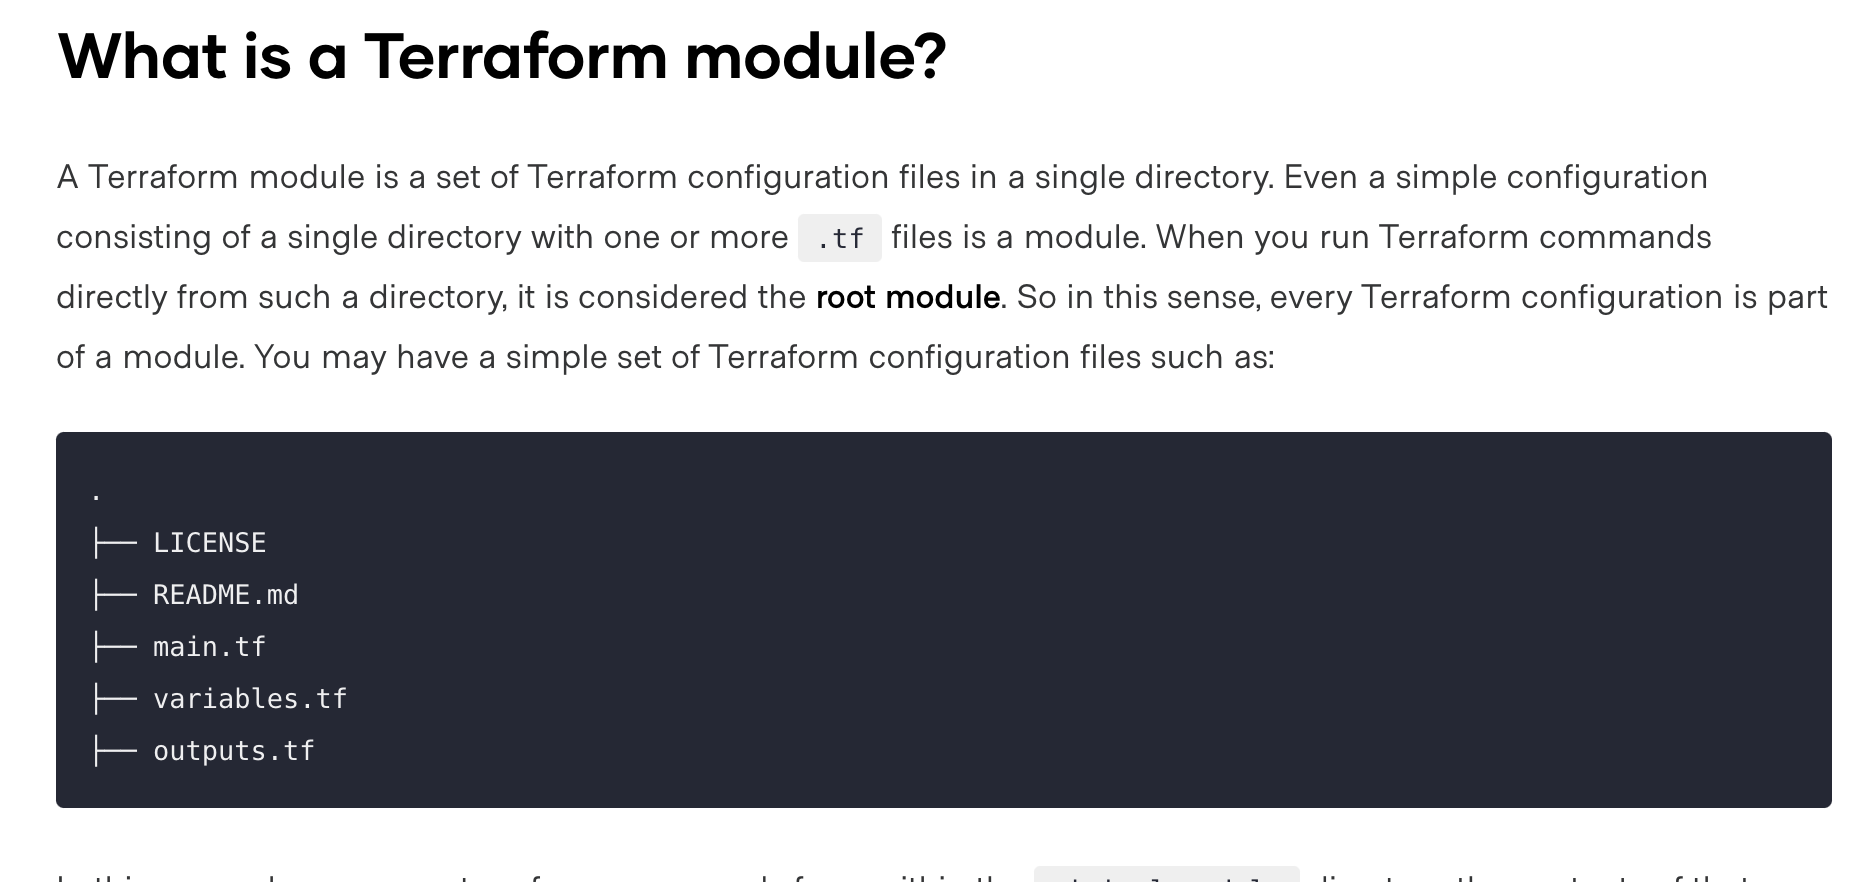 What is a Terraform module?
A Terraform module is a set of Terraform configuration files in a single directory. Even a simple configuration
consisting of a single directory with one or more .tf files is a module. When you run Terraform commands
directly from such a directory, it is considered the root module. So in this sense, every Terraform configuration is part
of a module. You may have a simple set of Terraform configuration files such as:
.
├── LICENSE
├── README.md
├── main.tf
├── variables.tf
├── outputs.tf